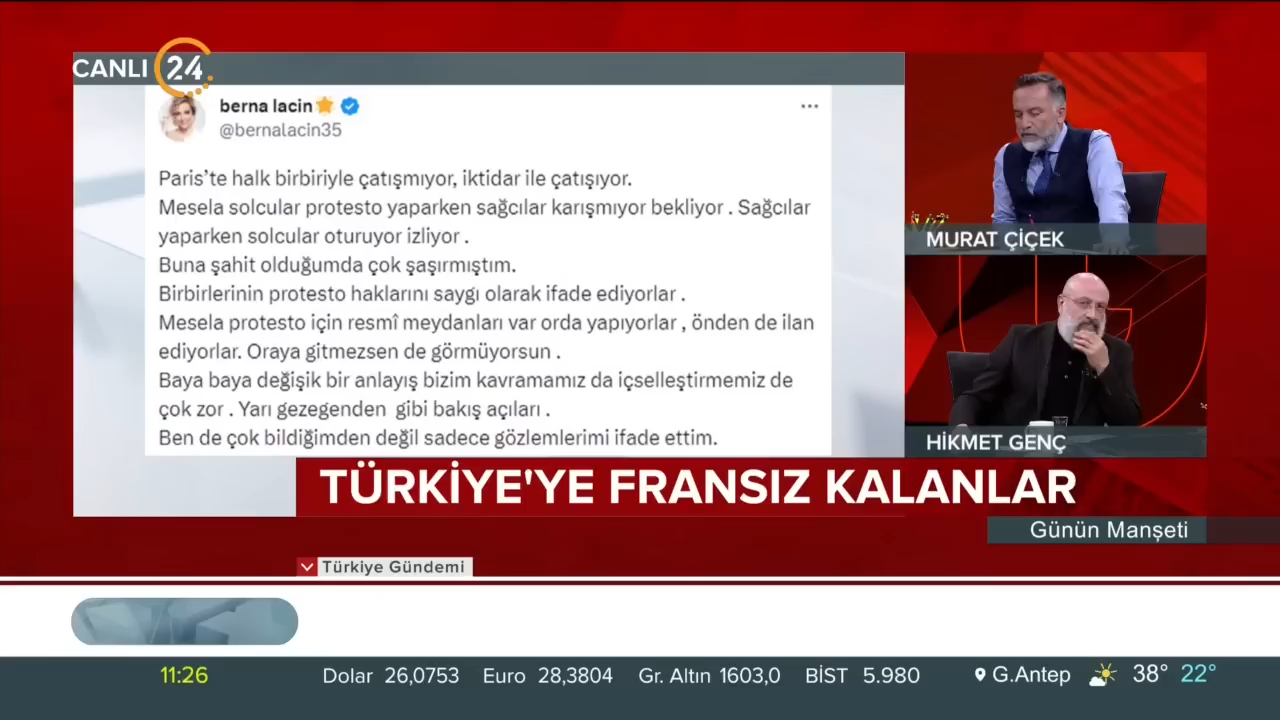 CANLI 24
berna lacin
@bernalacin35
Paris'te halk birbiriyle çatışmıyor, iktidar ile çatışıyor.
Mesela solcular protesto yaparken sağcılar karışmıyor bekliyor . Sağcılar
yaparken solcular oturuyor izliyor .
Buna şahit olduğumda çok şaşırmıştım.
Birbirlerinin protesto haklarını saygı olarak ifade ediyorlar .
Mesela protesto için resmî meydanları var orda yapıyorlar , önden de ilan
ediyorlar. Oraya gitmezsen de görmüyorsun .
Baya baya değişik bir anlayış bizim kavramamız da içselleştirmemiz de
çok zor . Yarı gezegenden gibi bakış açıları .
Ben de çok bildiğimden değil sadece gözlemlerimi ifade ettim.
MURAT ÇİÇEK
HİKMET GENÇ
TÜRKİYE'YE FRANSIZ KALANLAR
Günün Manşeti
Türkiye Gündemi
11:26 Dolar 26,0753 Euro 28,3804 Gr. Altın 1603,0 BİST 5.980 G.Antep 38° 22°